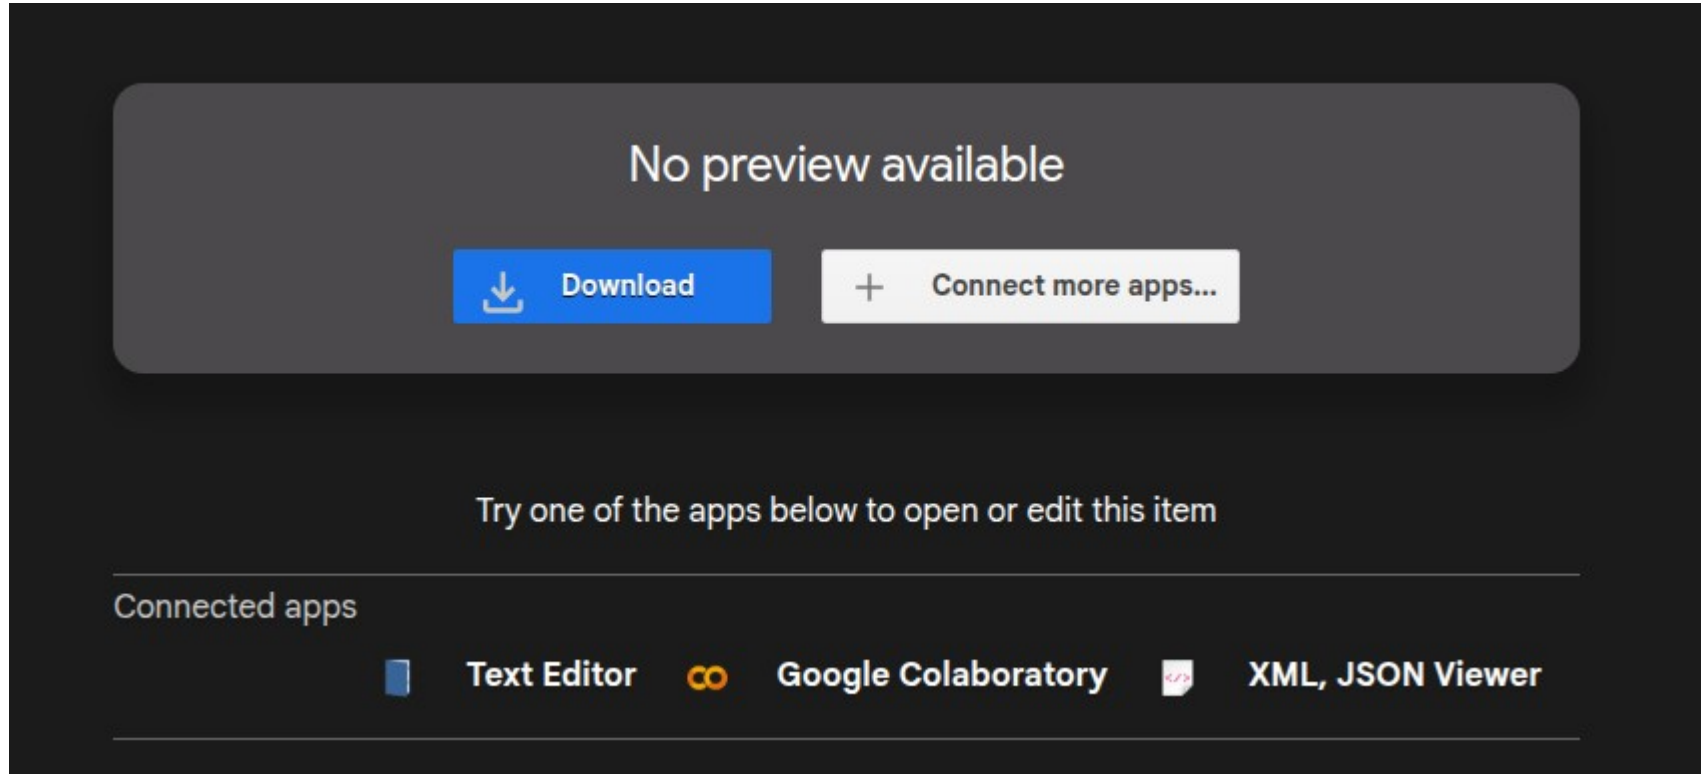 No preview available
Download
Connect more apps...
Try one of the apps below to open or edit this item
Connected apps
Text Editor
Google Colaboratory
XML, JSON Viewer